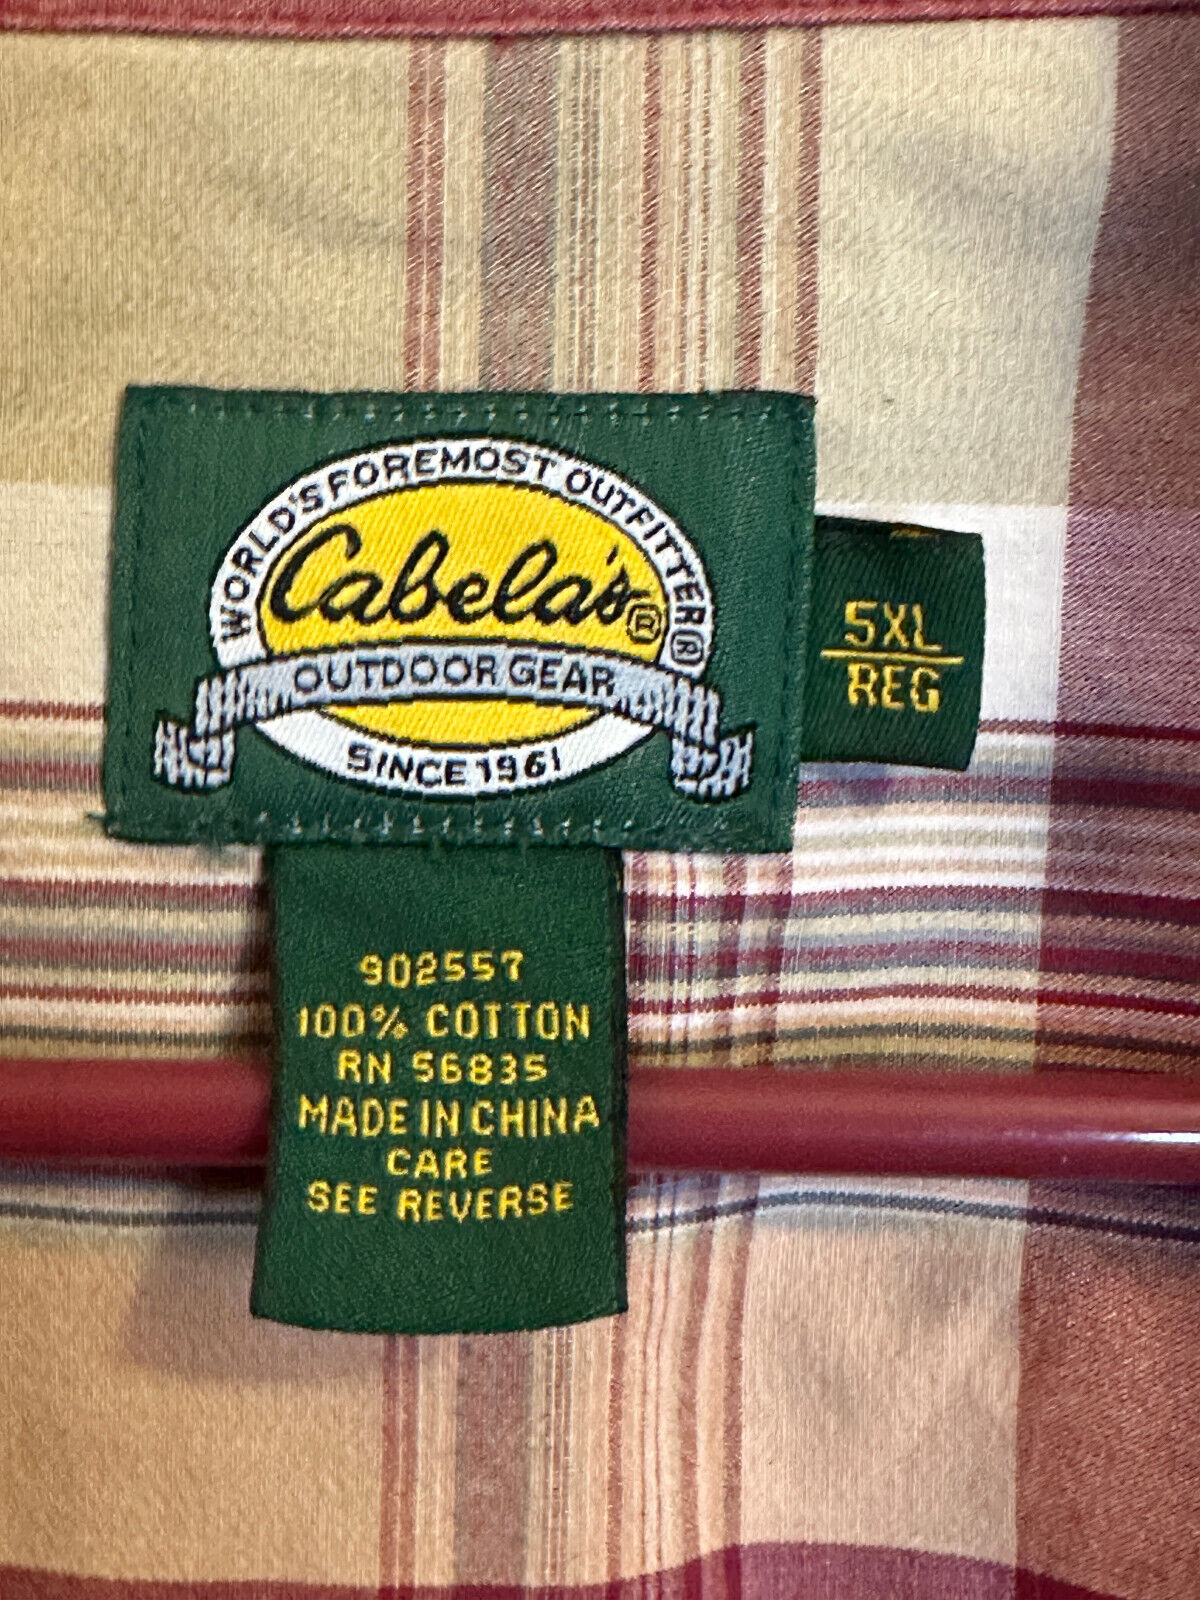 WORLD'S FOREMOST OUTFITTER®
Cabela's®
OUTDOOR GEAR
SINCE 1961
5XL
REG
902557
100% COTTON
RN 56835
MADE IN CHINA
CARE
SEE REVERSE